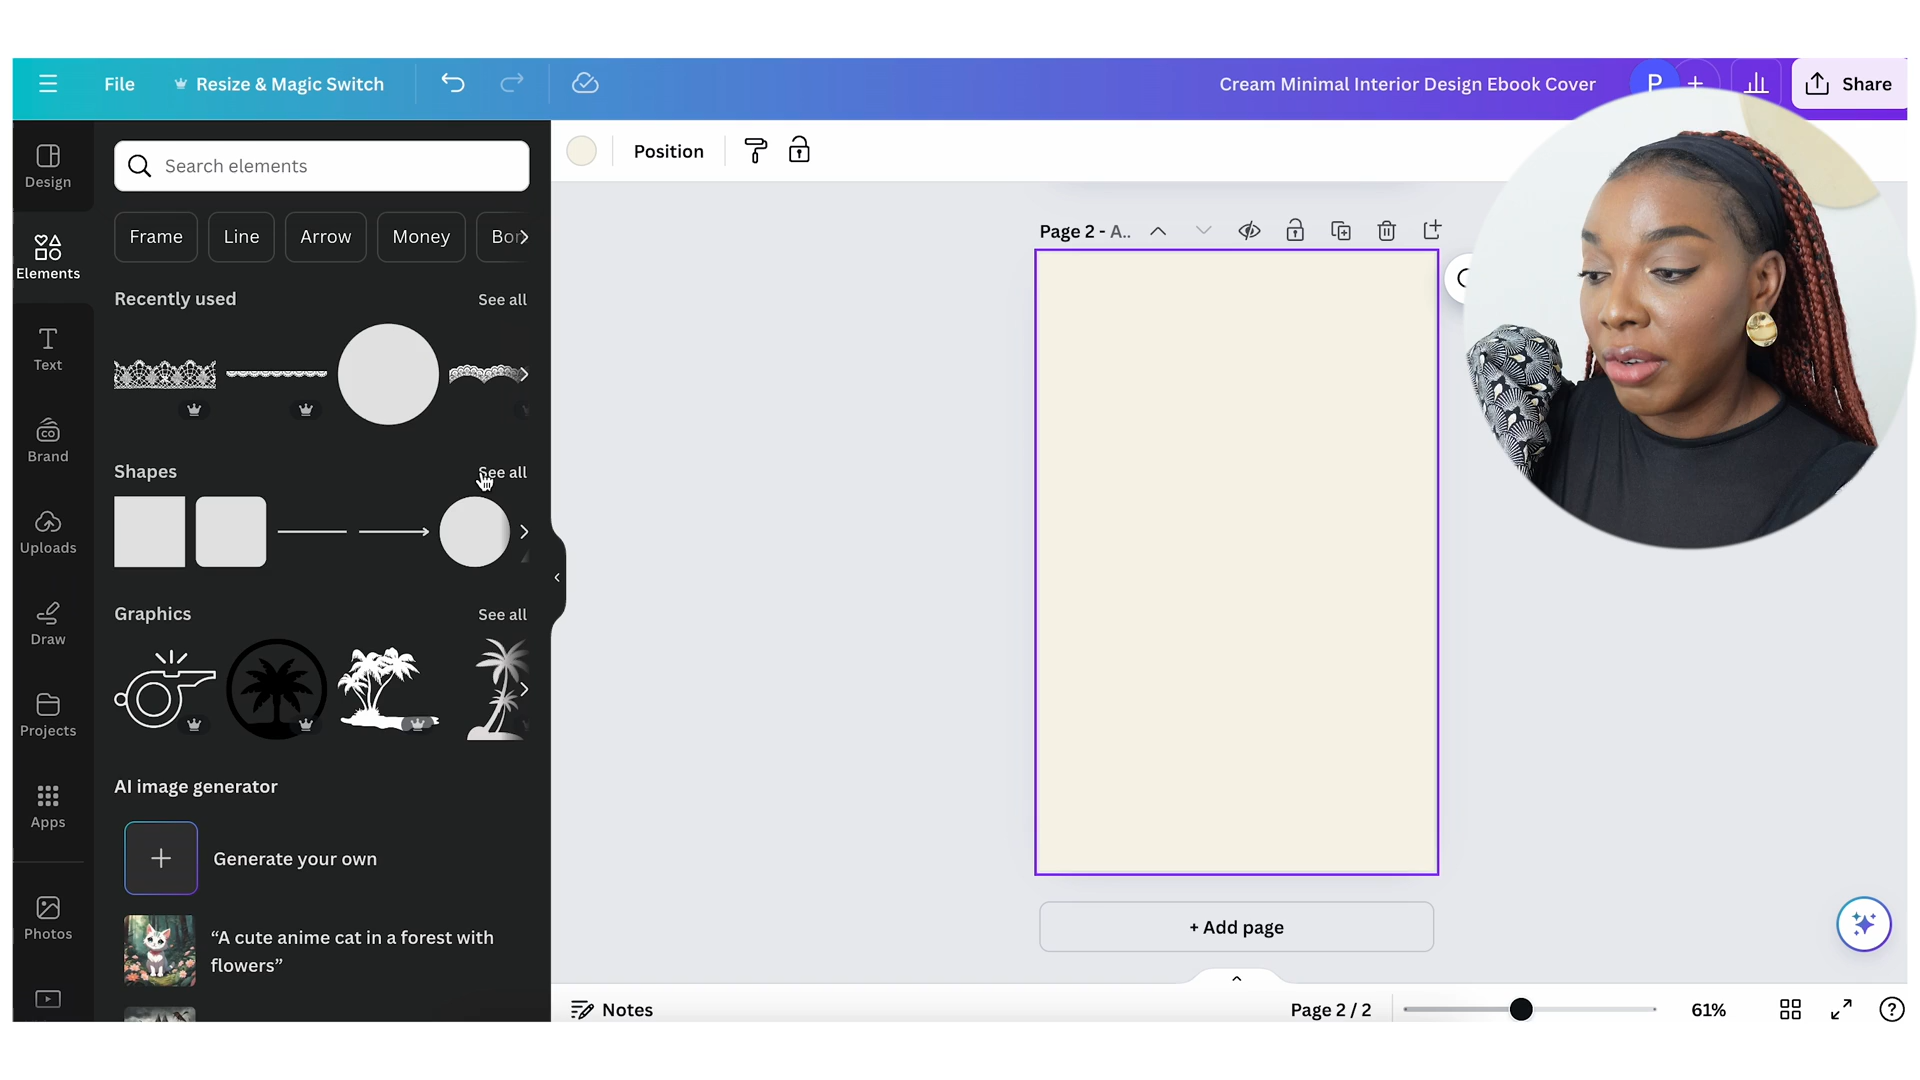 File
Resize & Magic Switch
Cream Minimal Interior Design Ebook Cover
P
Share
Design
Elements
Text
Brand
Uploads
Draw
Projects
Apps
Photos
Search elements
Frame
Line
Arrow
Money
Recently used
See all
Shapes
See all
Graphics
See all
AI image generator
Generate your own
“A cute anime cat in a forest with
flowers”
Position
Page 2 - A..
+ Add page
Notes
Page 2 / 2
61%